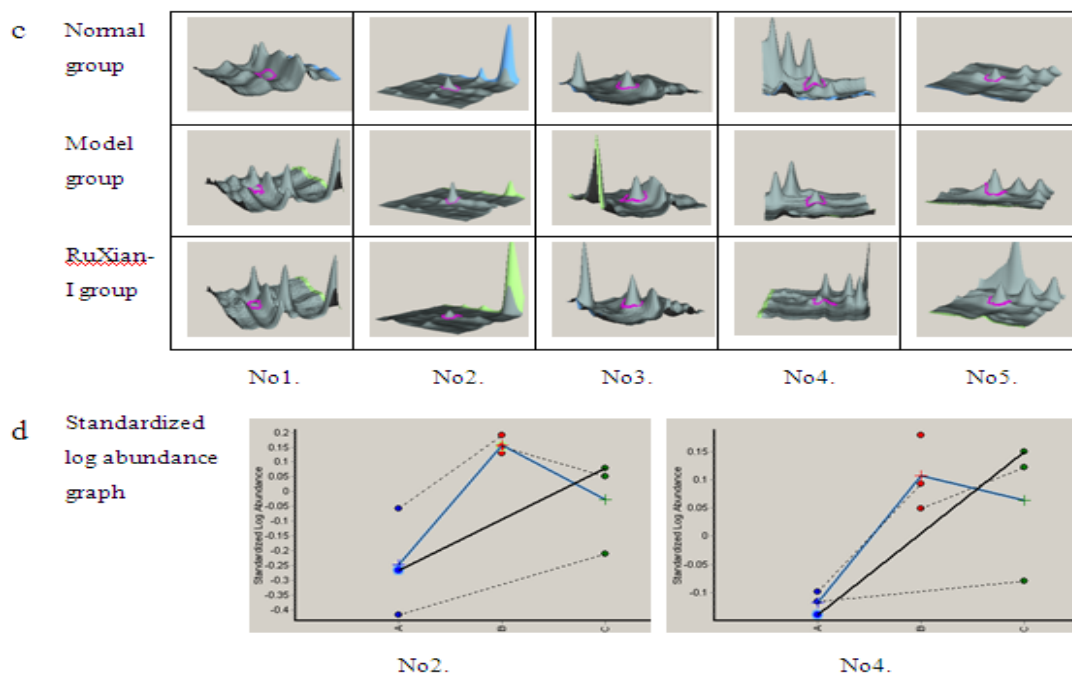 c
Normal
group
Model
group
RuXian-
I group
No1.
No2.
No3.
No4.
No5.
d
Standardized
log abundance
graph
Standardized Log Abundance
0.2
0.15
0.1
0.05
0
-0.05
-0.1
-0.15
-0.2
-0.25
-0.3
-0.35
-0.4
A
B
C
No2.
Standardized Log Abundance
0.15
0.1
0.05
0
-0.05
-0.1
A
B
C
No4.